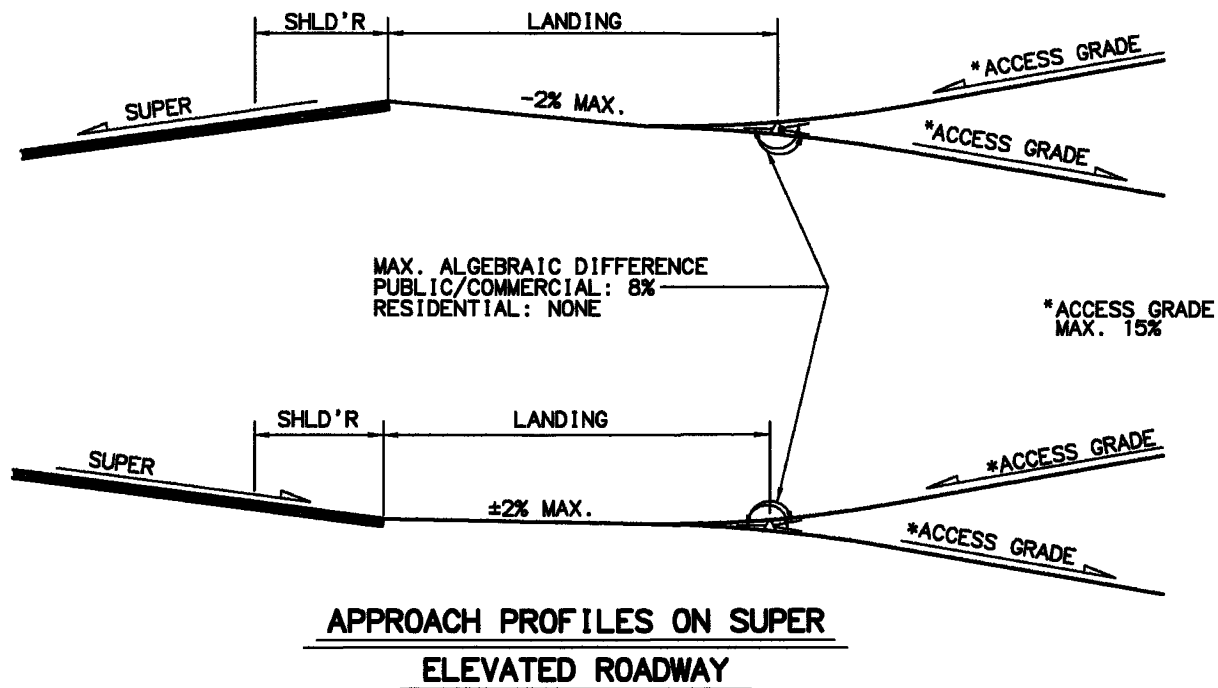 SHLD'R
LANDING
*ACCESS GRADE
SUPER
-2% MAX.
*ACCESS GRADE
MAX. ALGEBRAIC DIFFERENCE
PUBLIC/COMMERCIAL: 8%
RESIDENTIAL: NONE
*ACCESS GRADE
MAX. 15%
SHLD'R
LANDING
SUPER
*ACCESS GRADE
±2% MAX.
*ACCESS GRADE
APPROACH PROFILES ON SUPER
ELEVATED ROADWAY